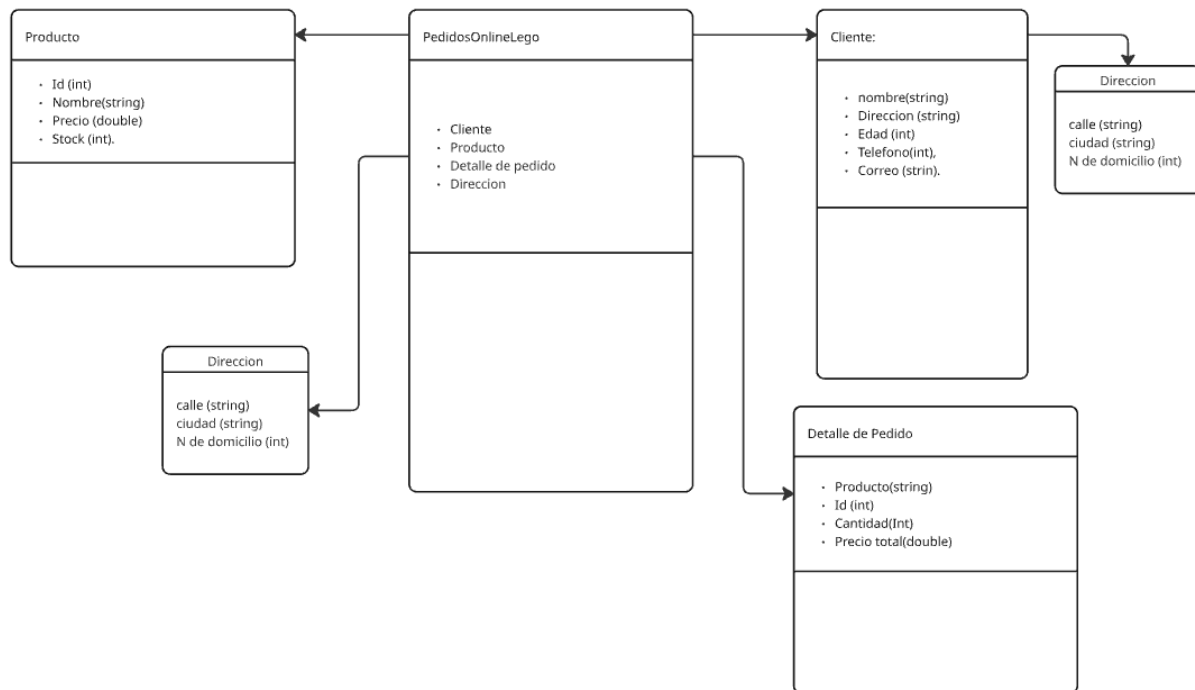 Producto
· Id (int)
· Nombre(string)
· Precio (double)
· Stock (int).
PedidosOnlineLego
· Cliente
· Producto
· Detalle de pedido
· Direccion
Cliente:
· nombre(string)
· Direccion (string)
· Edad (int)
· Telefono(int),
· Correo (strin).
Direccion
calle (string)
ciudad (string)
N de domicilio (int)
Direccion
calle (string)
ciudad (string)
N de domicilio (int)
Detalle de Pedido
· Producto(string)
· Id (int)
· Cantidad(Int)
· Precio total(double)